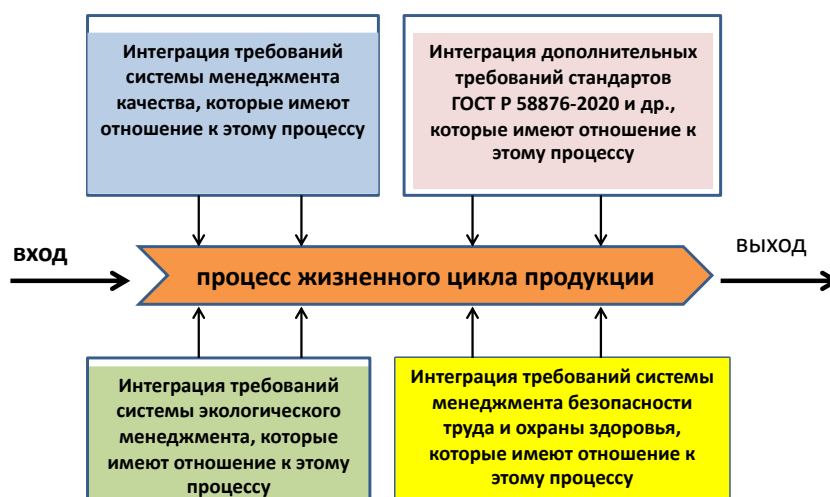 Интеграция требований
системы менеджмента
качества, которые имеют
отношение к этому процессу
Интеграция дополнительных
требований стандартов
ГОСТ Р 58876-2020 и др.,
которые имеют отношение к
этому процессу
вход
процесс жизненного цикла продукции
выход
Интеграция требований
системы экологического
менеджмента, которые
имеют отношение к этому
процессу
Интеграция требований системы
менеджмента безопасности
труда и охраны здоровья,
которые имеют отношение к
этому процессу